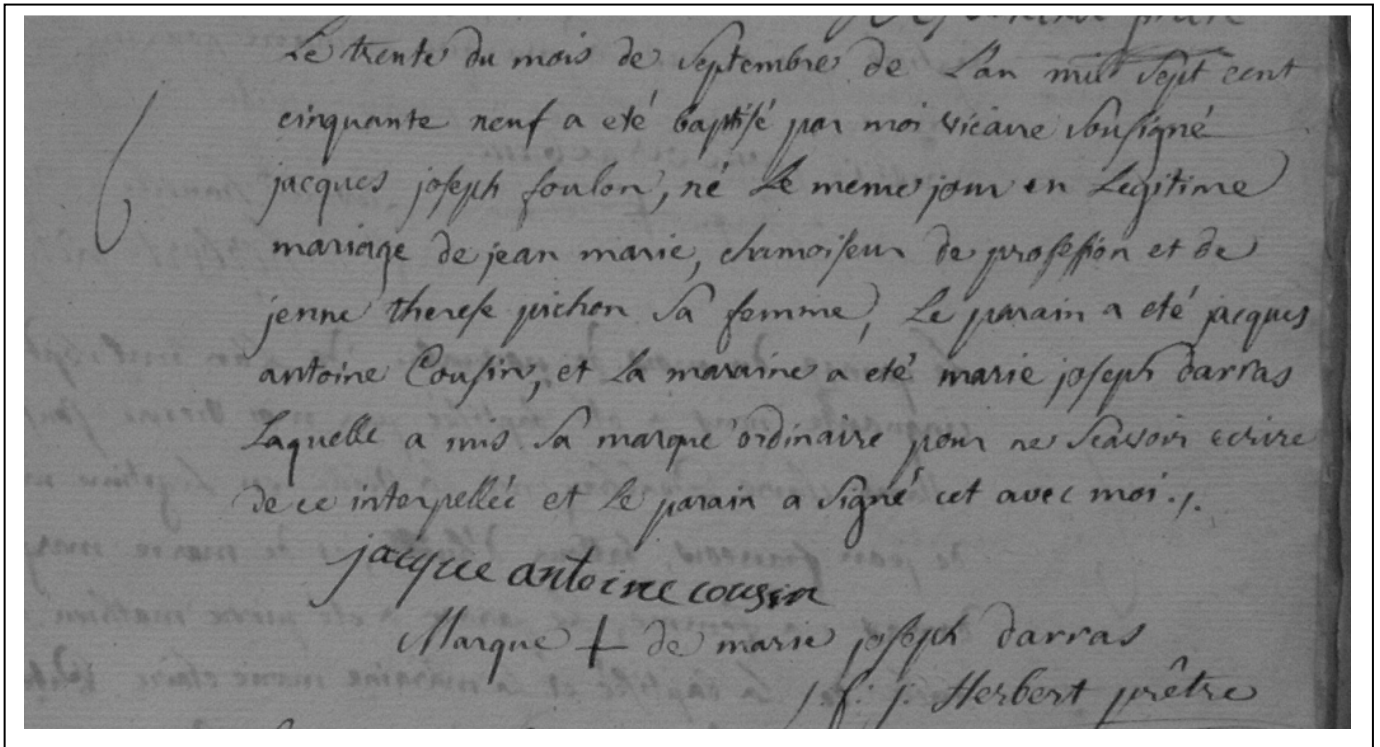 Le trente du mois de Septembre de L'an mil Sept cent
cinquante neuf a eté baptisé par moi vicaire Sousigné
jacques joseph foulon, né Le meme jour en Legitime
mariage de jean marie, chamoiseur de profession et de
jenne therese pichon Sa femme, Le parain a eté jacques
antoine Cousin, et La maraine a eté marie joseph darras
Laquelle a mis Sa marque ordinaire pour ne Scavoir ecrire
de ce interpellée et Le parain a Signé cet avec moi ./.
jacque antoine cousin
Marque + de marie joseph darras
j. f: j. Herbert prêtre